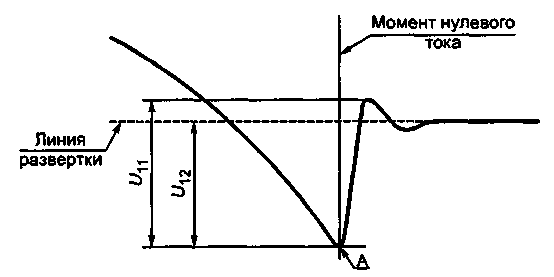 Момент нулевого
тока
Линия
развертки
U11
U12
A